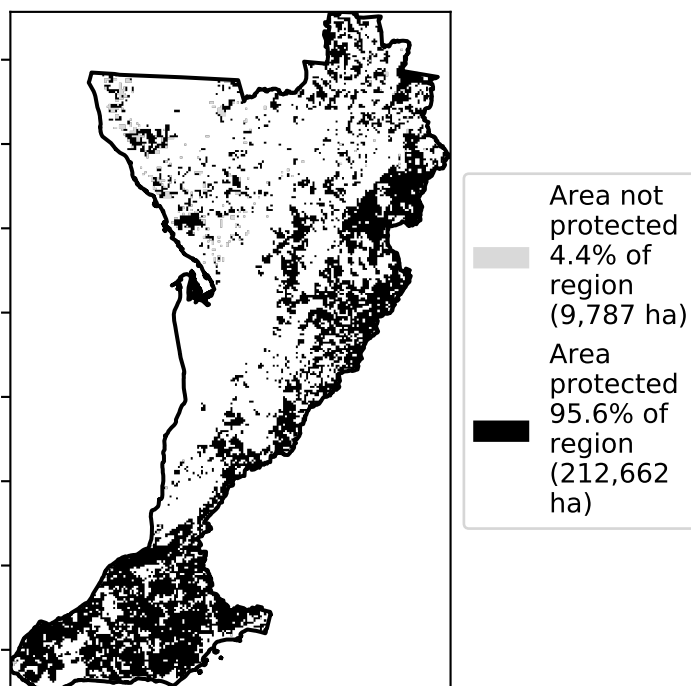 Area not
protected
4.4% of
region
(9,787 ha)
Area
protected
95.6% of
region
(212,662
ha)